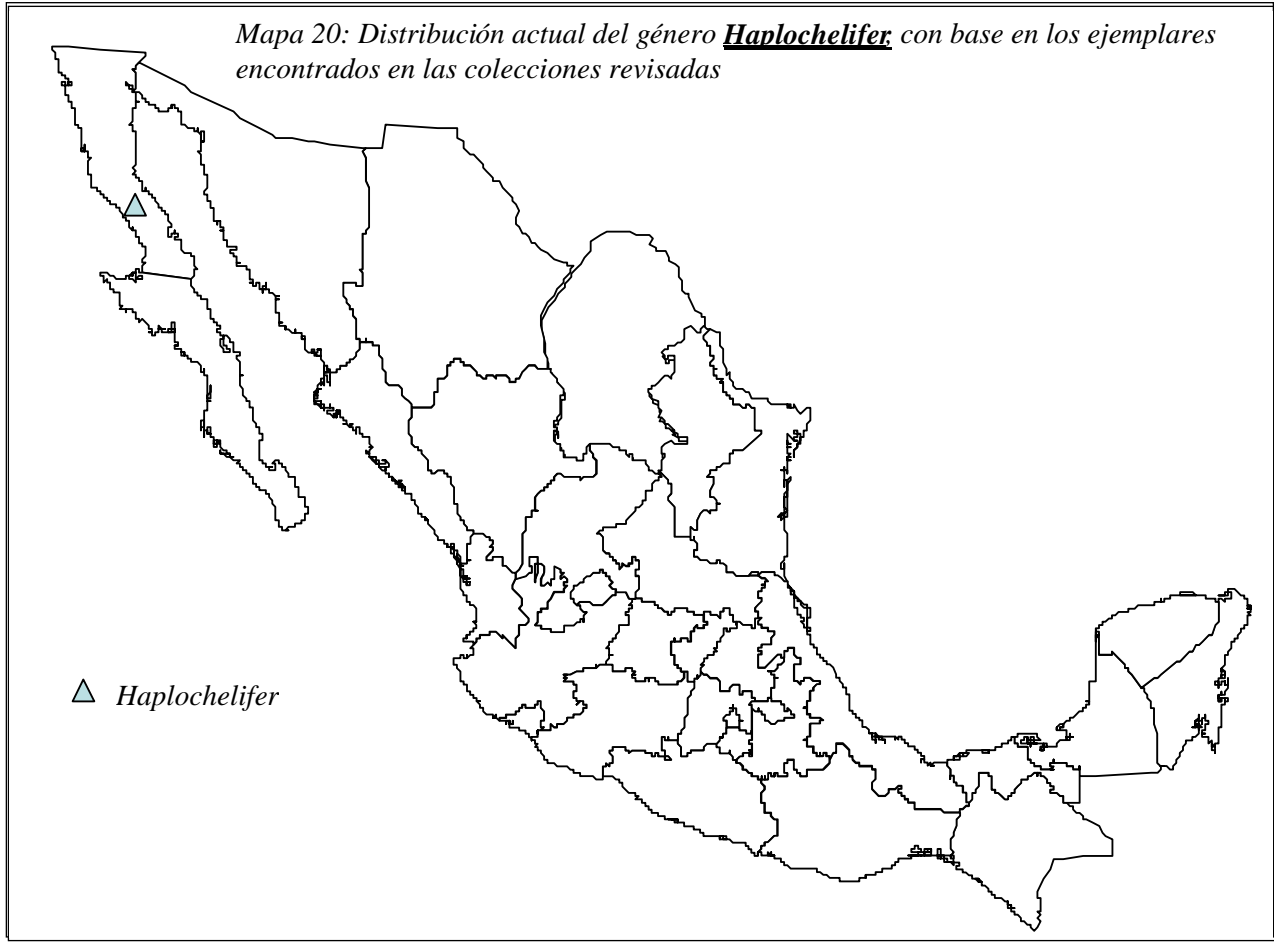 Mapa 20: Distribución actual del género Haplochelifer, con base en los ejemplares
encontrados en las colecciones revisadas
Haplochelifer